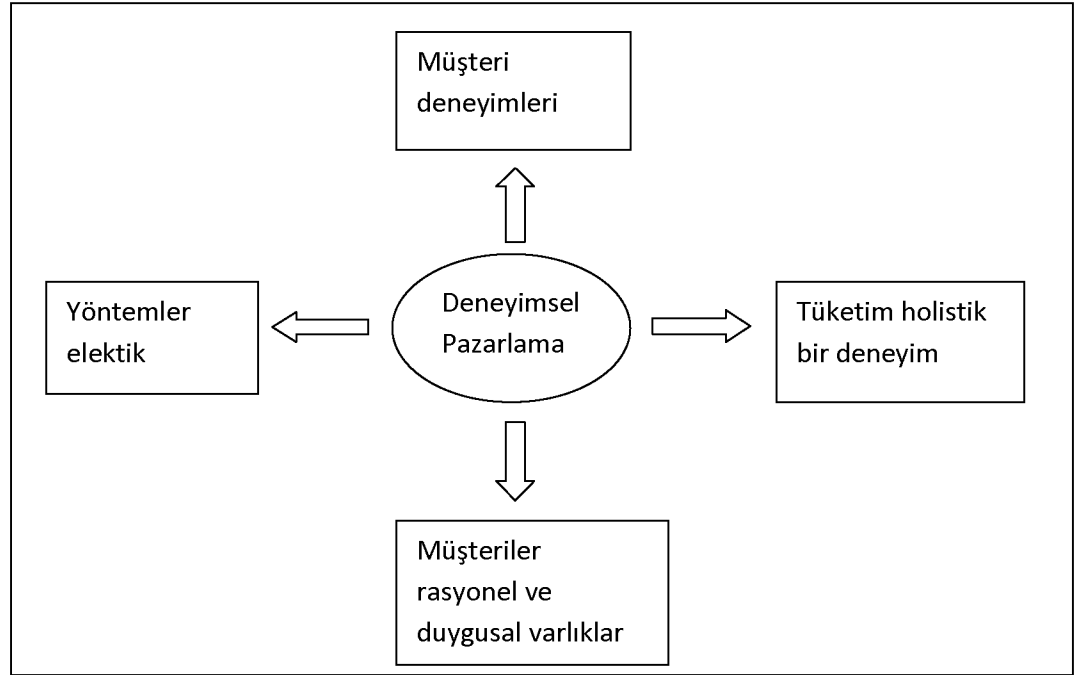 Müşteri
deneyimleri
Yöntemler
elektik
Deneyimsel
Pazarlama
Tüketim holistik
bir deneyim
Müşteriler
rasyonel ve
duygusal varlıklar